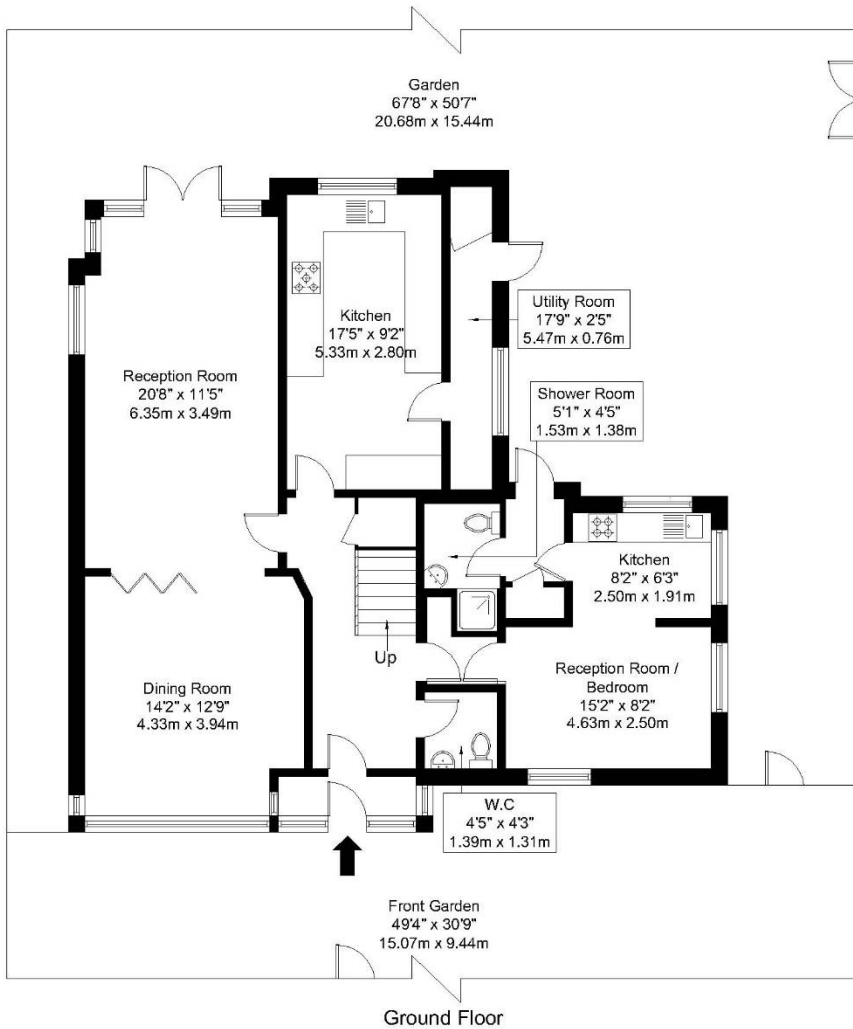 Garden
67'8" x 50'7"
20.68m x 15.44m
Utility Room
17'9" x 2'5"
5.47m x 0.76m
Kitchen
17'5" x 9'2"
5.33m x 2.80m
Reception Room
20'8" x 11'5"
6.35m x 3.49m
Shower Room
5'1" x 4'5"
1.53m x 1.38m
Kitchen
8'2" x 6'3"
2.50m x 1.91m
Up
Reception Room /
Bedroom
15'2" x 8'2"
4.63m x 2.50m
Dining Room
14'2" x 12'9"
4.33m x 3.94m
W.C
4'5" x 4'3"
1.39m x 1.31m
Front Garden
49'4" x 30'9"
15.07m x 9.44m
Ground Floor